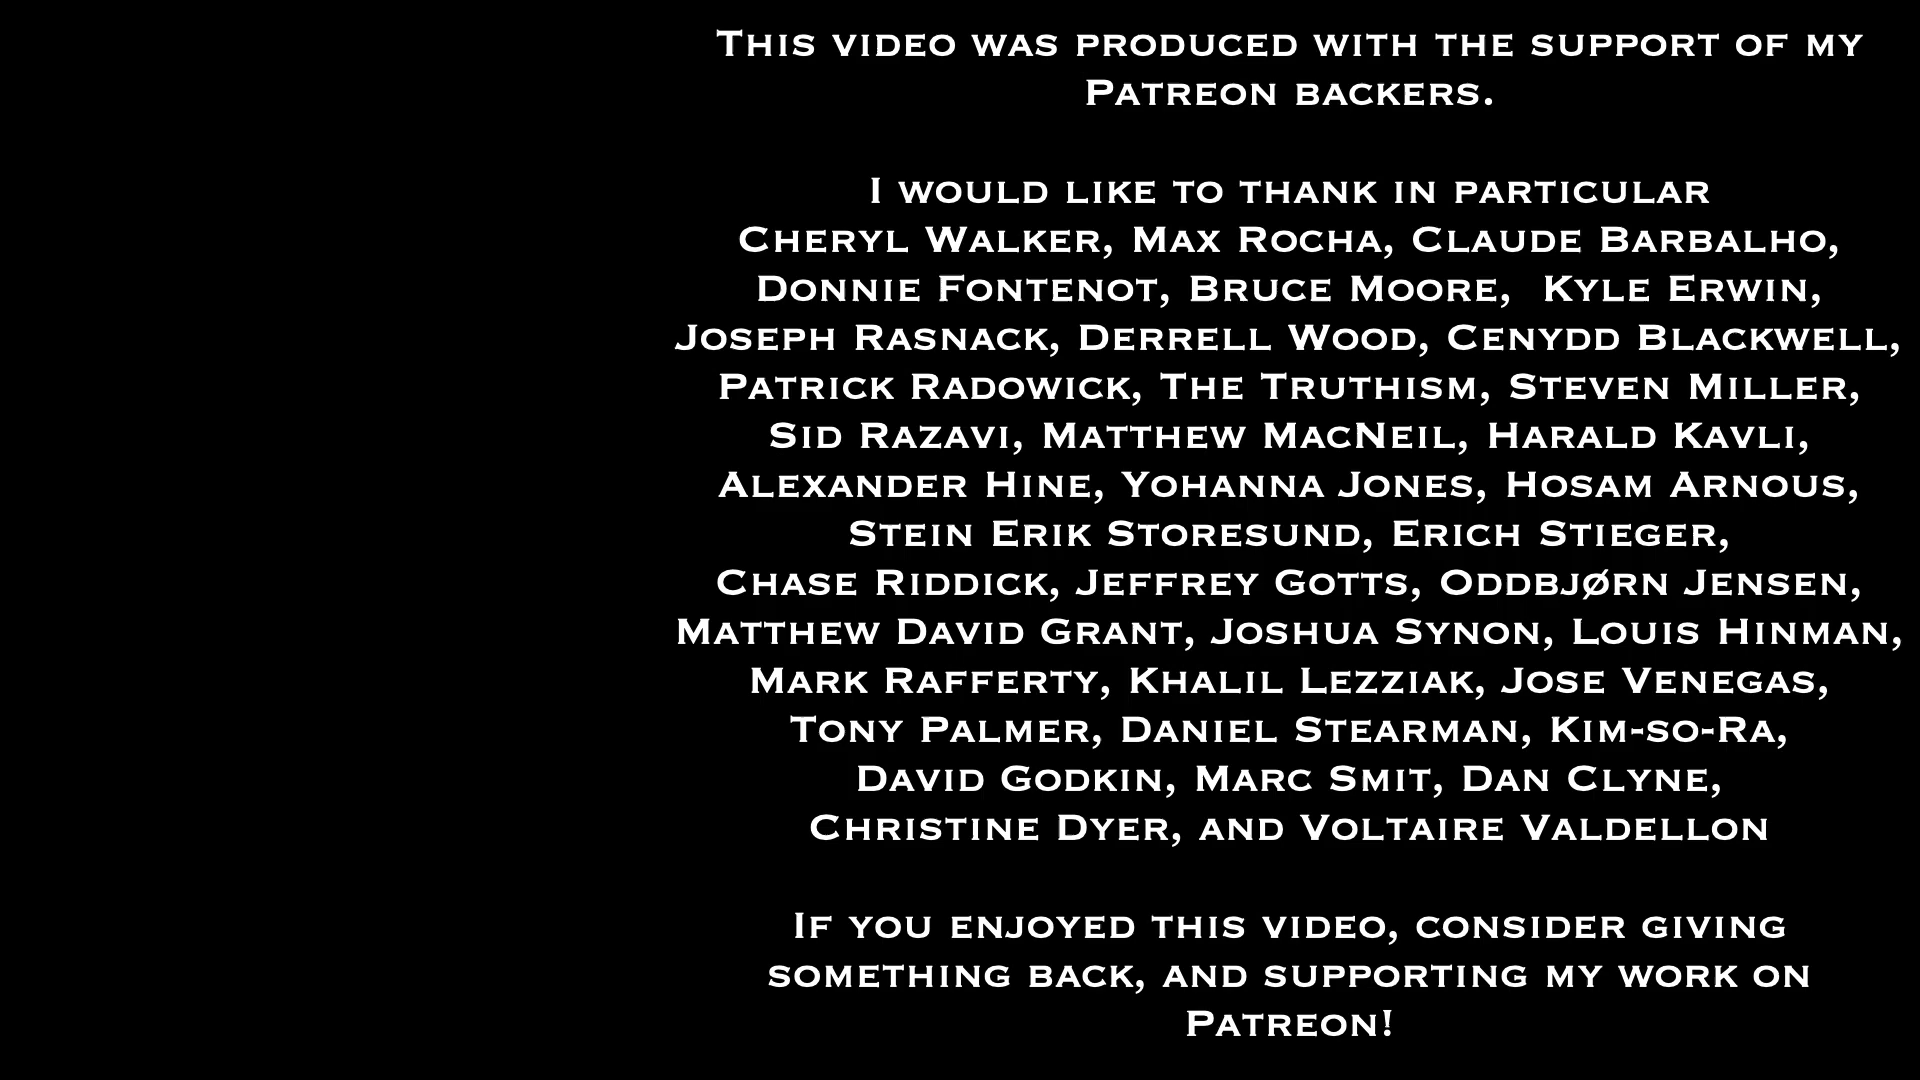 This video was produced with the support of my
Patreon backers.
I would like to thank in particular
Cheryl Walker, Max Rocha, Claude Barbalho,
Donnie Fontenot, Bruce Moore,  Kyle Erwin,
Joseph Rasnack, Derrell Wood, Cenydd Blackwell,
Patrick Radowick, The Truthism, Steven Miller,
Sid Razavi, Matthew MacNeil, Harald Kavli,
Alexander Hine, Yohanna Jones, Hosam Arnous,
Stein Erik Storesund, Erich Stieger,
Chase Riddick, Jeffrey Gotts, Oddbjørn Jensen,
Matthew David Grant, Joshua Synon, Louis Hinman,
Mark Rafferty, Khalil Lezziak, Jose Venegas,
Tony Palmer, Daniel Stearman, Kim-so-Ra,
David Godkin, Marc Smit, Dan Clyne,
Christine Dyer, and Voltaire Valdellon
If you enjoyed this video, consider giving
something back, and supporting my work on
Patreon!